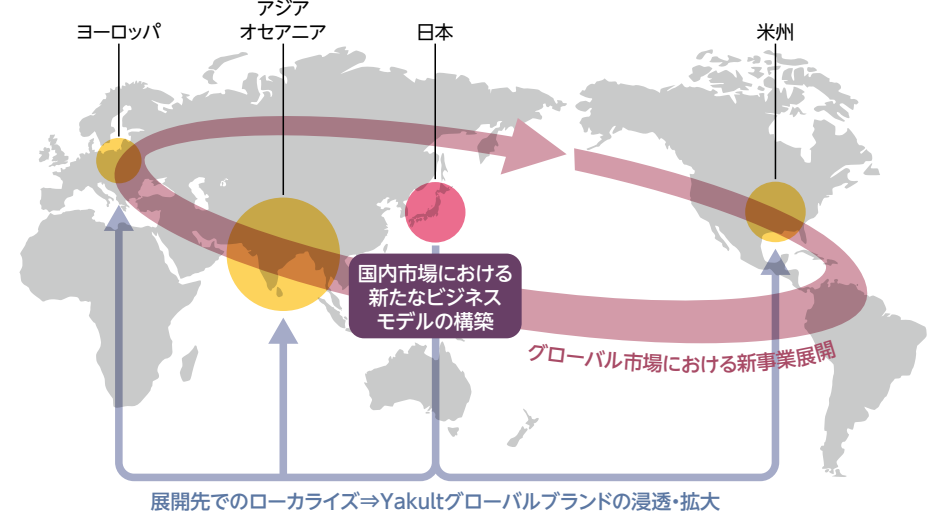 ヨーロッパ
アジア
オセアニア
日本
米州
国内市場における
新たなビジネス
モデルの構築
グローバル市場における新事業展開
展開先でのローカライズ⇒Yakultグローバルブランドの浸透・拡大